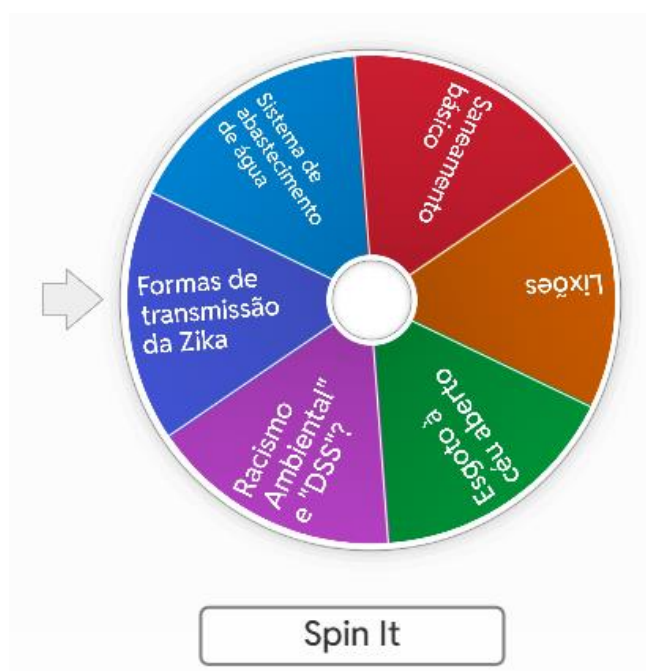 Sistema de
abastecimento
de água
Saneamento
básico
Lixões
Esgoto à,
céu aberto
Racismo
Ambiental"
e "DSS"?
Formas de
transmissão
da Zika
Spin It